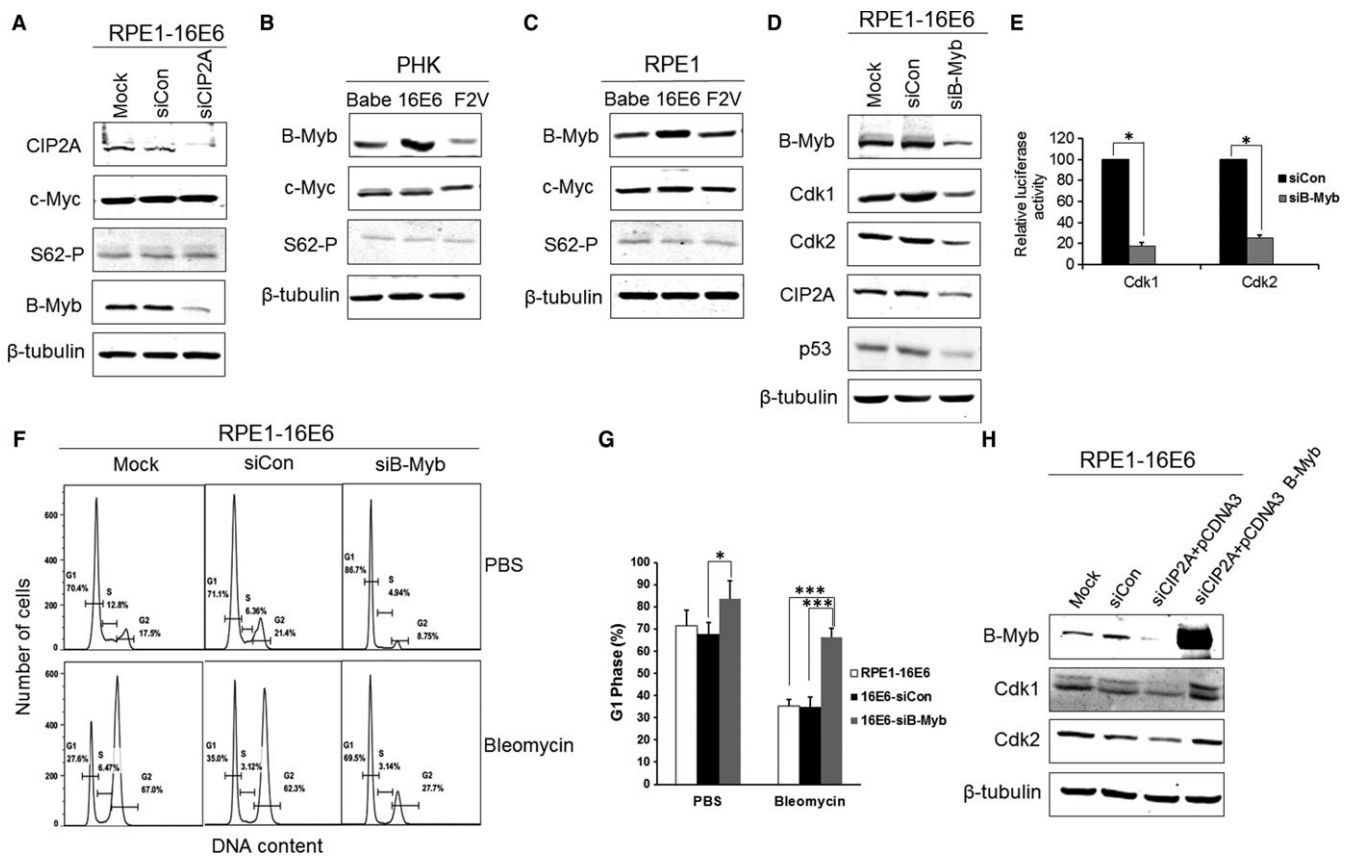 A
RPE1-16E6
Mock
siCon
siCIP2A
CIP2A
c-Myc
S62-P
B-Myb
β-tubulin
B
PHK
Babe 16E6 F2V
B-Myb
c-Myc
S62-P
β-tubulin
C
RPE1
Babe 16E6 F2V
B-Myb
c-Myc
S62-P
β-tubulin
D
RPE1-16E6
Mock
siCon
siB-Myb
B-Myb
Cdk1
Cdk2
CIP2A
p53
β-tubulin
E
Relative luciferase
activity
120
100
80
60
40
20
0
*
*
Cdk1
Cdk2
siCon
siB-Myb
F
RPE1-16E6
Mock
siCon
siB-Myb
Number of cells
600
400
200
0
G1
70.4%
S
12.8%
G2
17.5%
G1
71.1%
S
6.36%
G2
21.4%
G1
86.7%
S
4.94%
G2
8.75%
PBS
600
400
200
0
G1
27.6%
S
6.47%
G2
67.0%
G1
35.0%
S
3.12%
G2
62.3%
G1
69.5%
S
3.14%
G2
27.7%
Bleomycin
DNA content
G
G1 Phase (%)
100
90
80
70
60
50
40
30
20
10
0
*
***
***
PBS
Bleomycin
RPE1-16E6
16E6-siCon
16E6-siB-Myb
H
RPE1-16E6
Mock
siCon
siCIP2A+pCDNA3
siCIP2A+pCDNA3 B-Myb
B-Myb
Cdk1
Cdk2
β-tubulin